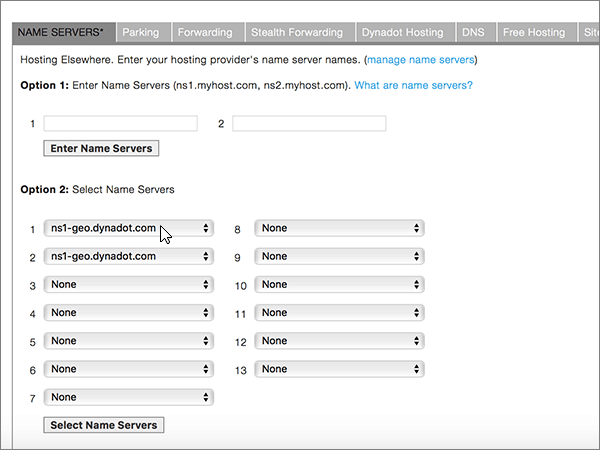 NAME SERVERS* Parking Forwarding Stealth Forwarding Dynadot Hosting DNS Free Hosting Site
Hosting Elsewhere. Enter your hosting provider's name server names. (manage name servers)
Option 1: Enter Name Servers (ns1.myhost.com, ns2.myhost.com). What are name servers?
1 2
Enter Name Servers
Option 2: Select Name Servers
1 ns1-geo.dynadot.com 8 None
2 ns1-geo.dynadot.com 9 None
3 None 10 None
4 None 11 None
5 None 12 None
6 None 13 None
7 None
Select Name Servers